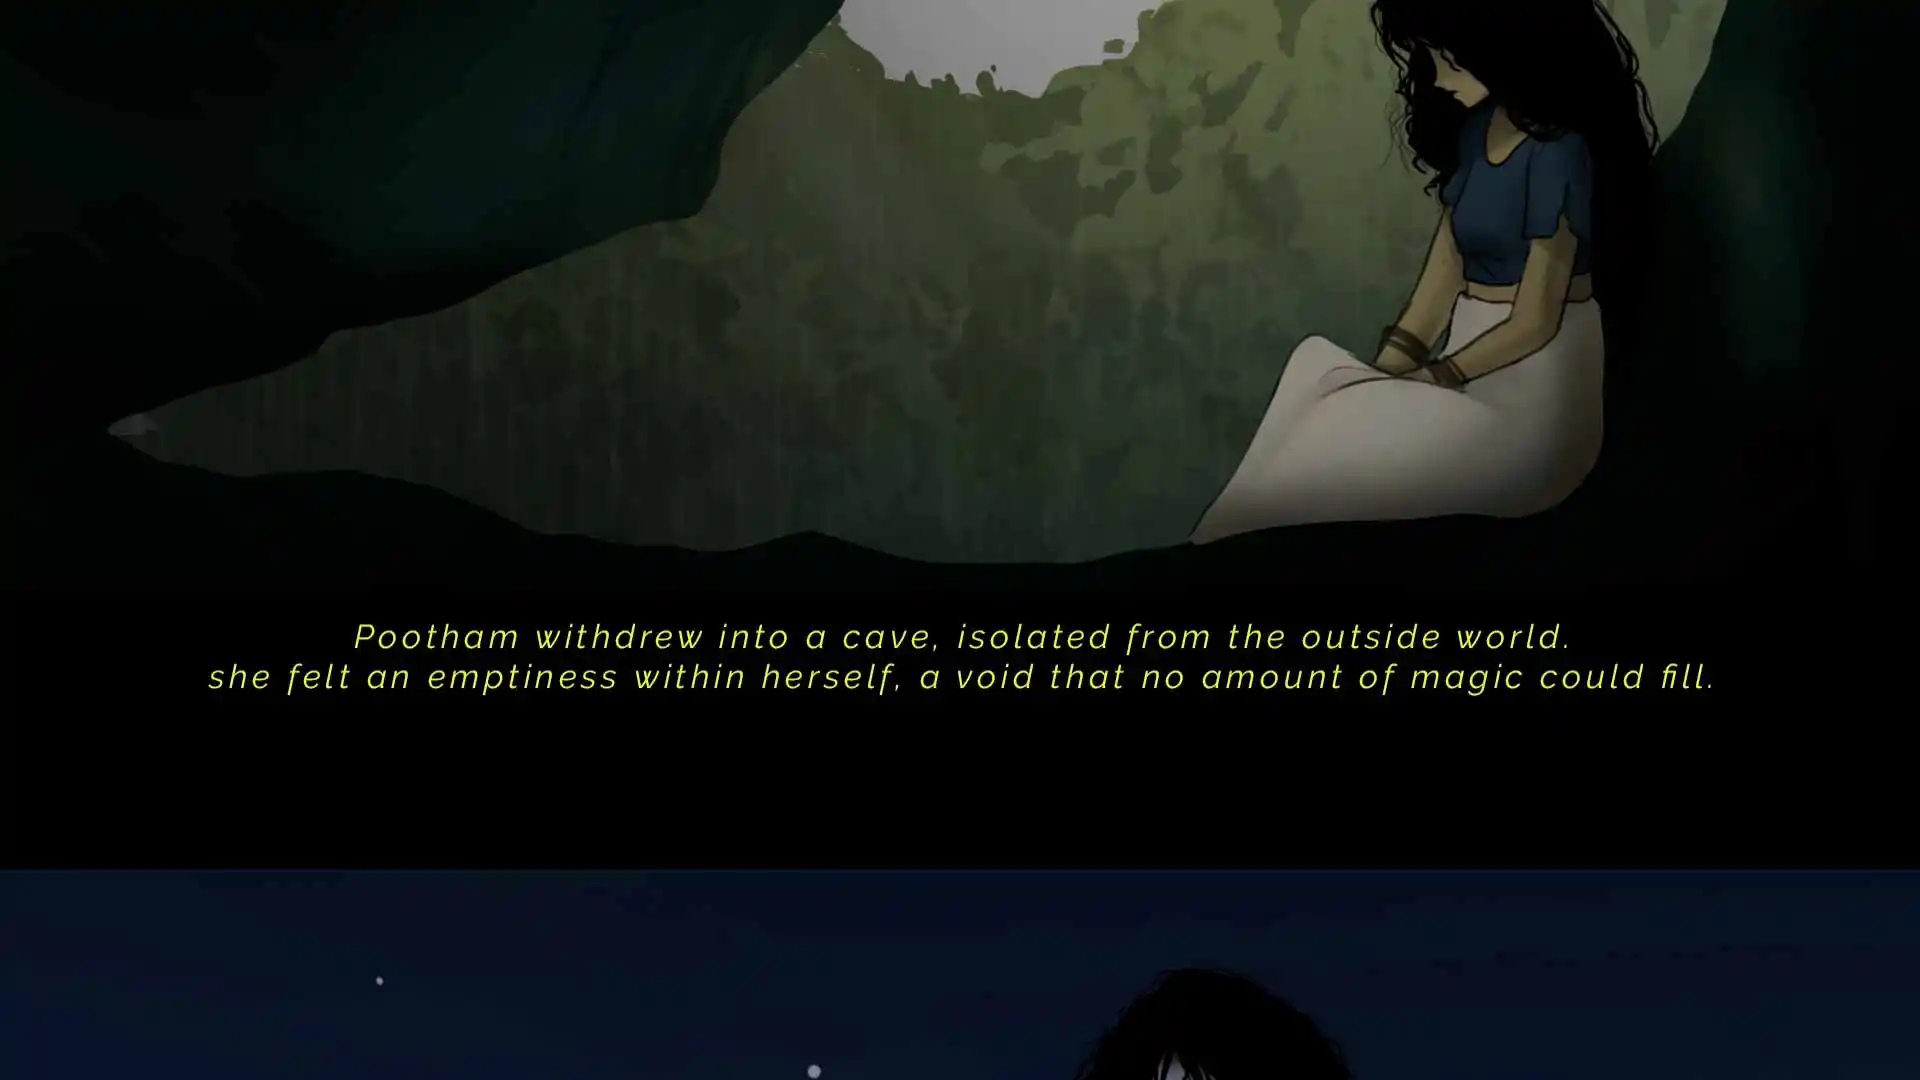 Pootham withdrew into a cave, isolated from the outside world.
she felt an emptiness within herself, a void that no amount of magic could fill.